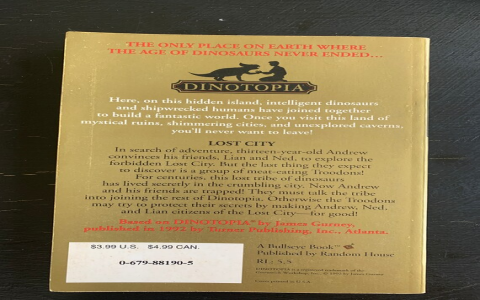 THE ONLY PLACE ON EARTH WHERE
THE AGE OF DINOSAURS NEVER ENDED...
DINOTOPIA
Here, on this hidden island, intelligent dinosaurs
and shipwrecked humans have joined together
to build a fantastic world. Once you visit this land of
mystical ruins, shimmering cities, and unexplored caverns,
you'll never want to leave!
LOST CITY
In search of adventure, thirteen-year-old Andrew
convinces his friends, Lian and Ned, to explore the
forbidden Lost City. But the last thing they expect
to discover is a group of meat-eating Troodons!
For centuries, this lost tribe of dinosaurs
has lived secretly in the crumbling city. Now Andrew
and his friends are trapped! They must talk the tribe
into joining the rest of Dinotopia. Otherwise the Troodons
may try to protect their secrets by making Andrew, Ned,
and Lian citizens of the Lost City—for good!
Based on DINOTOPIA® by James Gurney,
published in 1992 by Turner Publishing, Inc., Atlanta.
$3.99 U.S. $4.99 CAN.
0-679-88190-5
A Bullseye Book™
Published by Random House
RL: 5.5